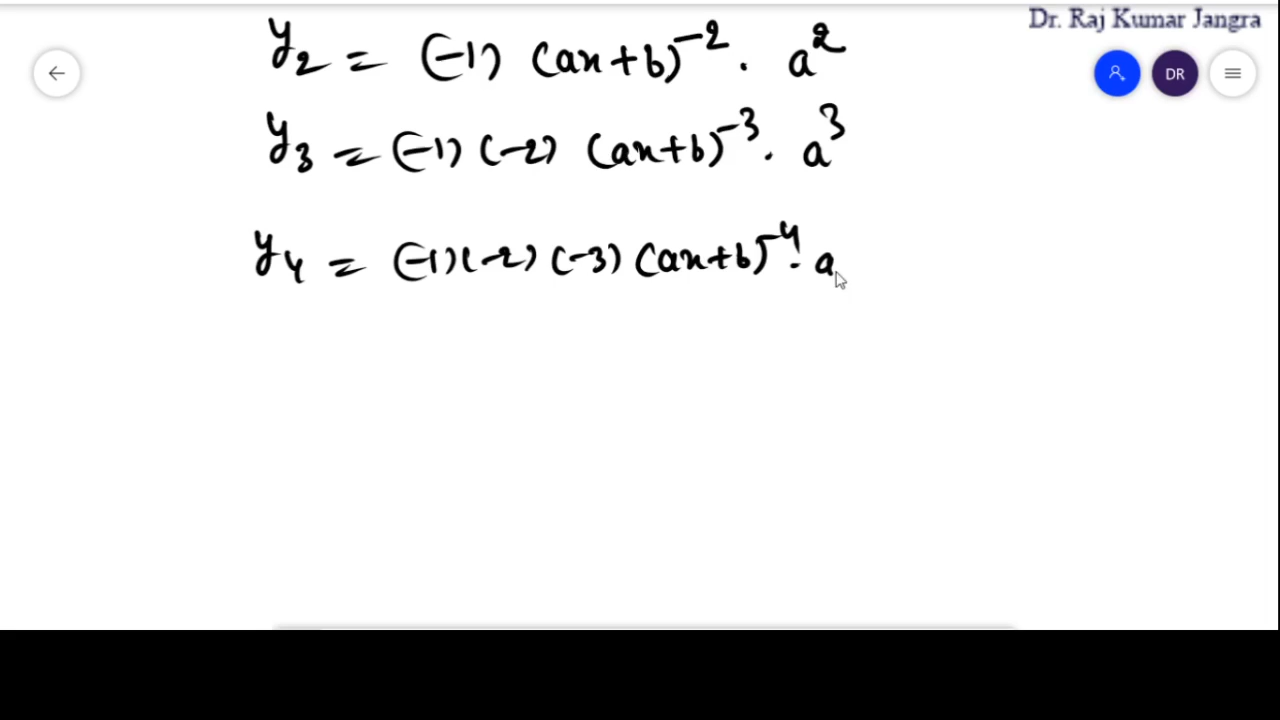 Dr. Raj Kumar Jangra
y₂ = (-1) (ax+b)⁻² · a²
DR
y₃ = (-1) (-2) (ax+b)⁻³ · a³
y₄ = (-1)(-2) (-3) (ax+b)⁻⁴ · a